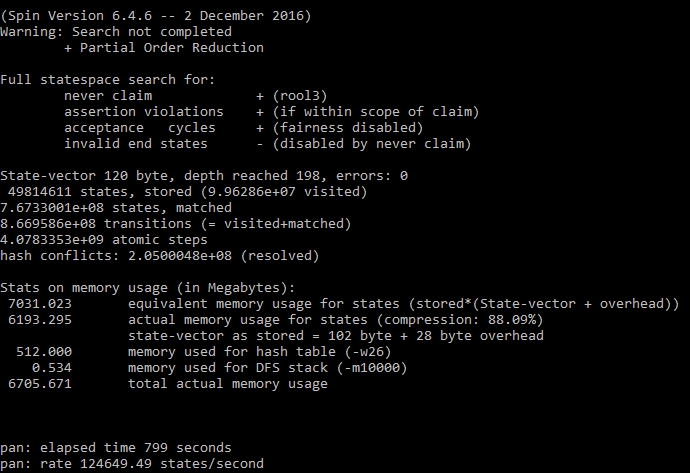 (Spin Version 6.4.6 -- 2 December 2016)
Warning: Search not completed
+ Partial Order Reduction
Full statespace search for:
never claim + (rool3)
assertion violations + (if within scope of claim)
acceptance cycles + (fairness disabled)
invalid end states - (disabled by never claim)
State-vector 120 byte, depth reached 198, errors: 0
49814611 states, stored (9.96286e+07 visited)
7.6733001e+08 states, matched
8.669586e+08 transitions (= visited+matched)
4.0783353e+09 atomic steps
hash conflicts: 2.0500048e+08 (resolved)
Stats on memory usage (in Megabytes):
7031.023 equivalent memory usage for states (stored*(State-vector + overhead))
6193.295 actual memory usage for states (compression: 88.09%)
state-vector as stored = 102 byte + 28 byte overhead
512.000 memory used for hash table (-w26)
0.534 memory used for DFS stack (-m10000)
6705.671 total actual memory usage
pan: elapsed time 799 seconds
pan: rate 124649.49 states/second